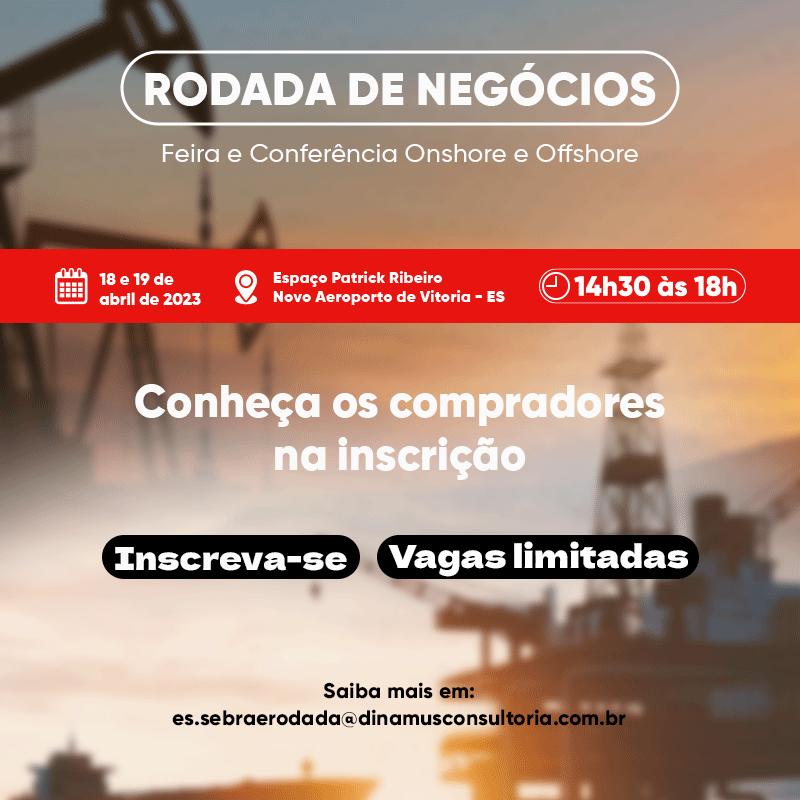 RODADA DE NEGÓCIOS
Feira e Conferência Onshore e Offshore
18 e 19 de
abril de 2023
Espaço Patrick Ribeiro
Novo Aeroporto de Vitoria - ES
14h30 às 18h
Conheça os compradores
na inscrição
Inscreva-se
Vagas limitadas
Saiba mais em:
es.sebraerodada@dinamusconsultoria.com.br